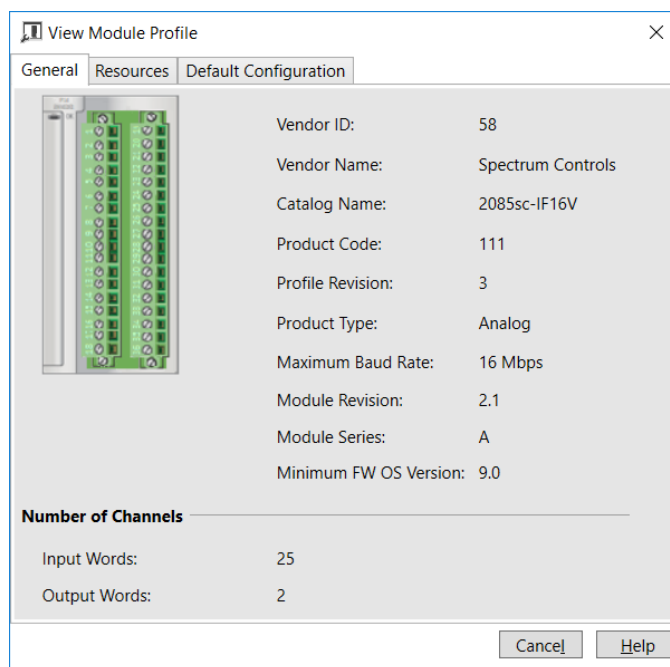 View Module Profile
General Resources Default Configuration
Vendor ID: 58
Vendor Name: Spectrum Controls
Catalog Name: 2085sc-IF16V
Product Code: 111
Profile Revision: 3
Product Type: Analog
Maximum Baud Rate: 16 Mbps
Module Revision: 2.1
Module Series: A
Minimum FW OS Version: 9.0
Number of Channels
Input Words: 25
Output Words: 2
Cancel Help